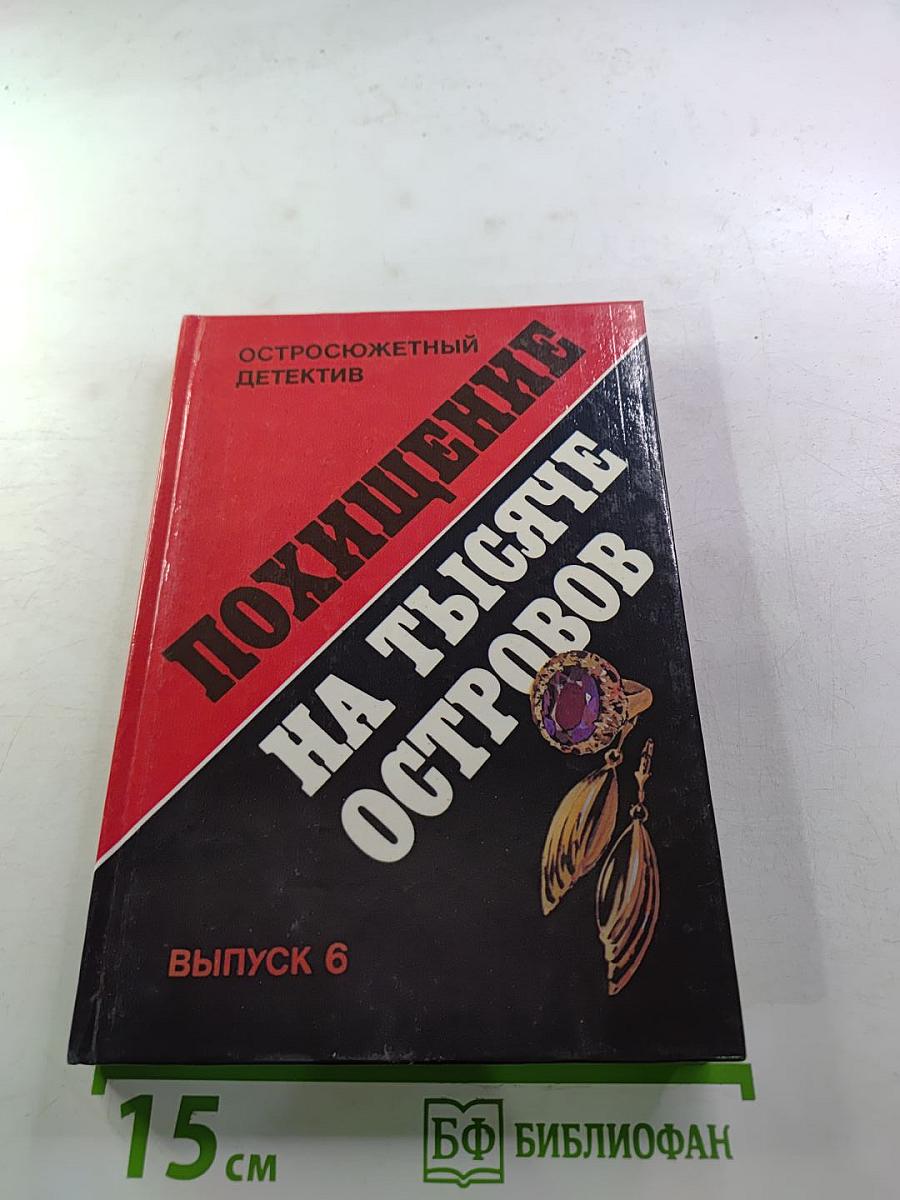 ОСТРОСЮЖЕТНЫЙ
ДЕТЕКТИВ
ПОХИЩЕНИЕ
НА ТЫСЯЧЕ
ОСТРОВОВ
ВЫПУСК 6
15 см
БФ БИБЛИОФАН